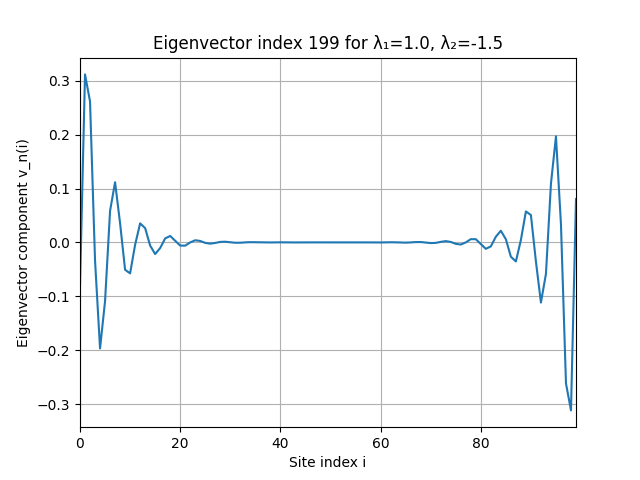 Eigenvector index 199 for λ₁=1.0, λ₂=-1.5
Eigenvector component v_n(i)
0.3
0.2
0.1
0.0
−0.1
−0.2
−0.3
0 20 40 60 80
Site index i